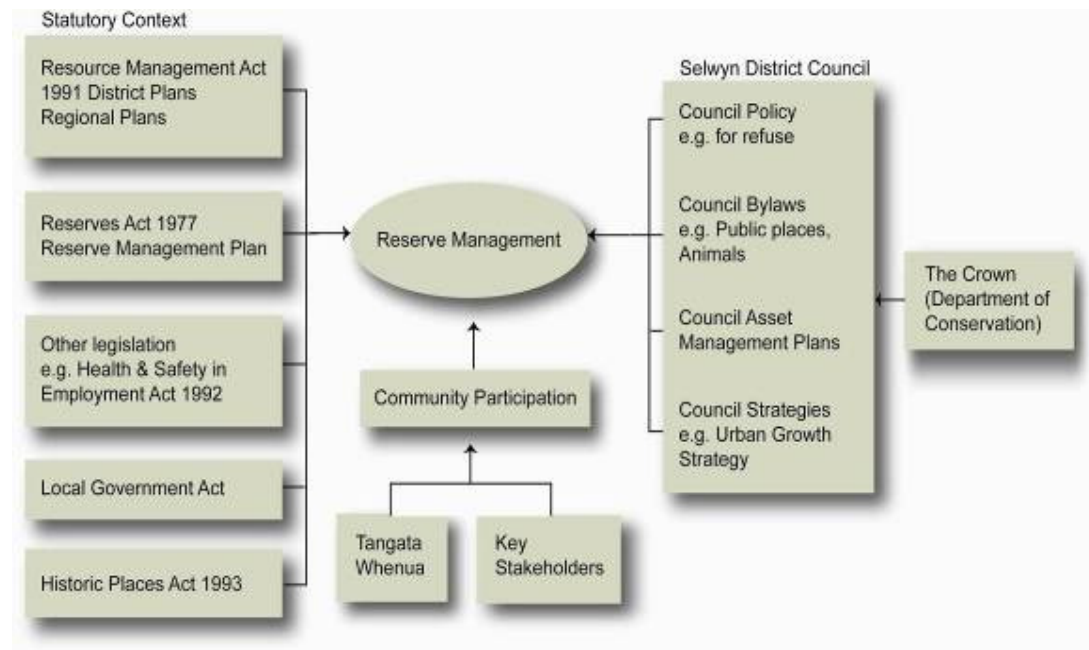 Statutory Context
Resource Management Act
1991 District Plans
Regional Plans
Reserves Act 1977
Reserve Management Plan
Other legislation
e.g. Health & Safety in
Employment Act 1992
Local Government Act
Historic Places Act 1993
Reserve Management
Community Participation
Tangata
Whenua
Key
Stakeholders
Selwyn District Council
Council Policy
e.g. for refuse
Council Bylaws
e.g. Public places,
Animals
Council Asset
Management Plans
Council Strategies
e.g. Urban Growth
Strategy
The Crown
(Department of
Conservation)